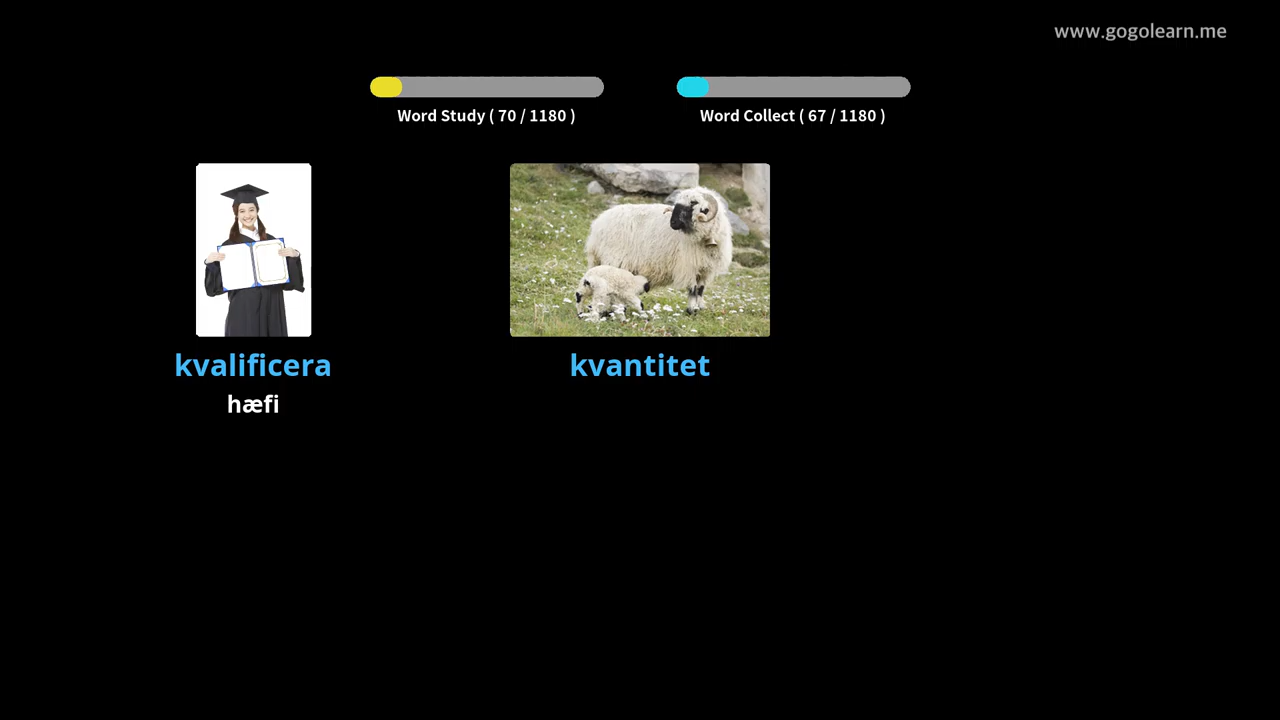 www.gogolearn.me
Word Study ( 70 / 1180 )
Word Collect ( 67 / 1180 )
kvalificera
kvantitet
hæfi